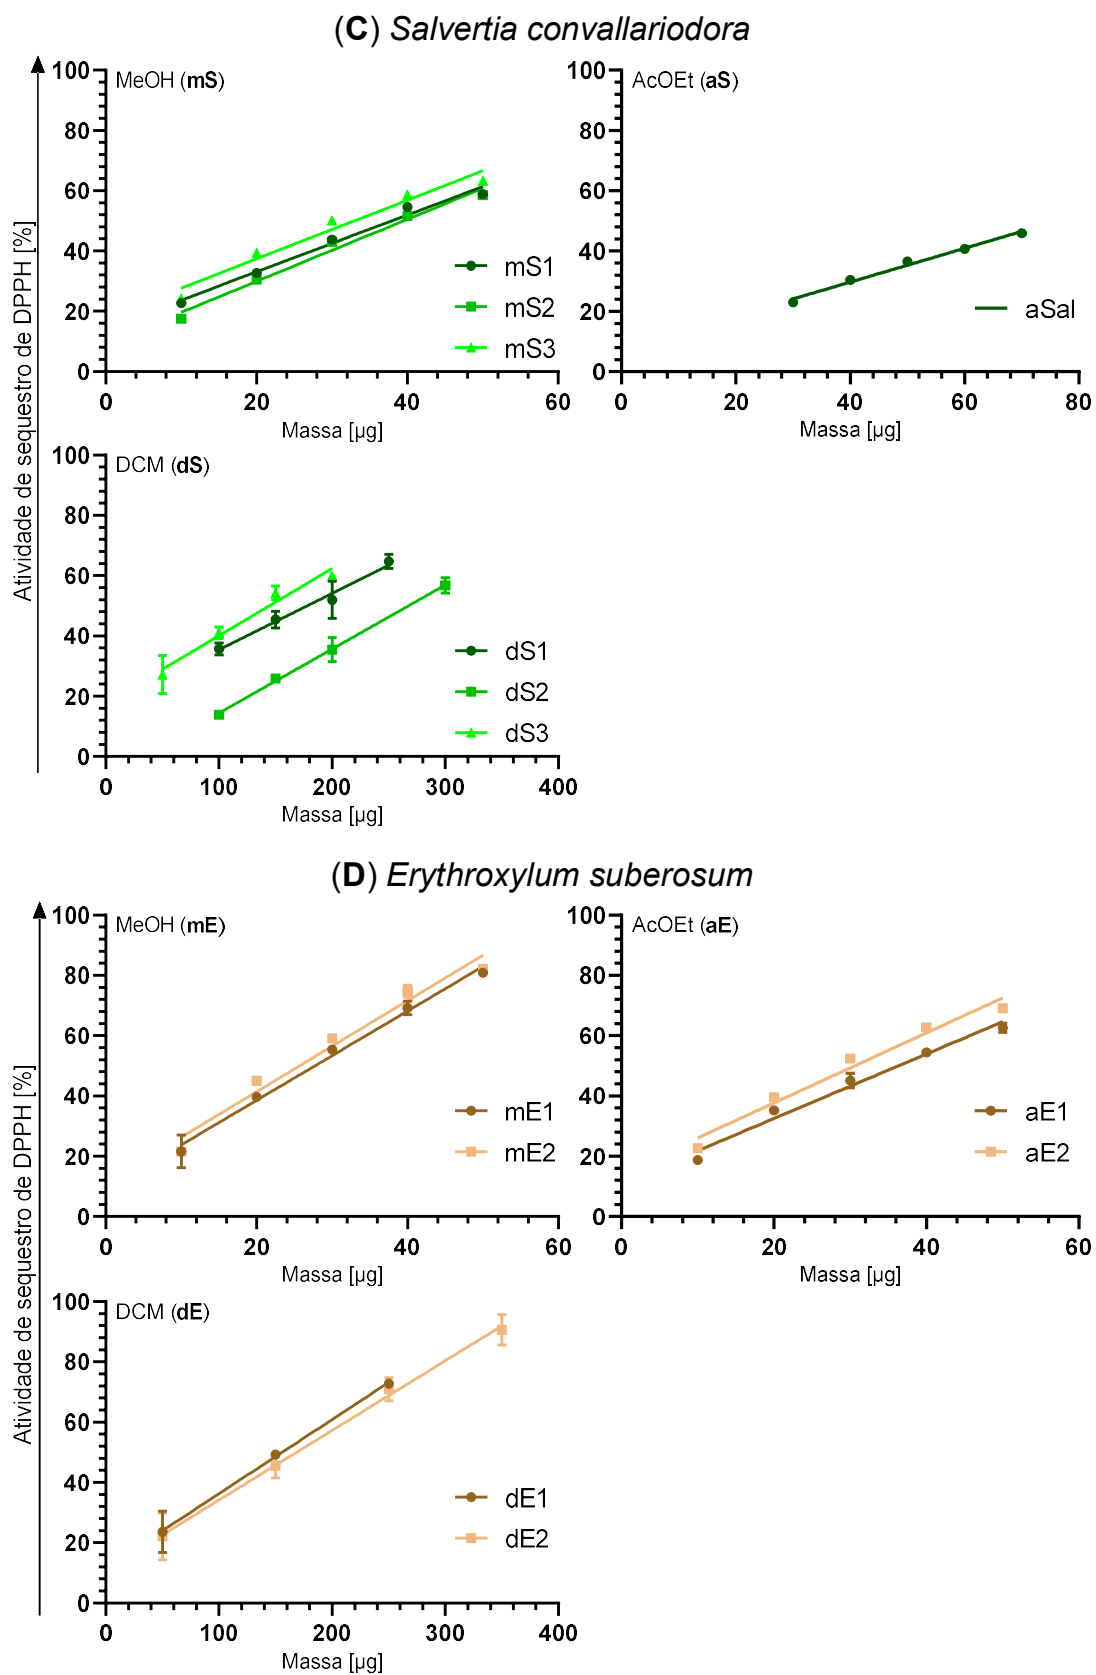 (C) Salvertia convallariodora
Atividade de sequestro de DPPH [%]
MeOH (mS)
100
80
60
40
20
0
0 20 40 60
Massa [µg]
mS1
mS2
mS3
AcOEt (aS)
100
80
60
40
20
0
0 20 40 60 80
Massa [µg]
aSal
DCM (dS)
100
80
60
40
20
0
0 100 200 300 400
Massa [µg]
dS1
dS2
dS3
(D) Erythroxylum suberosum
Atividade de sequestro de DPPH [%]
MeOH (mE)
100
80
60
40
20
0
0 20 40 60
Massa [µg]
mE1
mE2
AcOEt (aE)
100
80
60
40
20
0
0 20 40 60
Massa [µg]
aE1
aE2
DCM (dE)
100
80
60
40
20
0
0 100 200 300 400
Massa [µg]
dE1
dE2